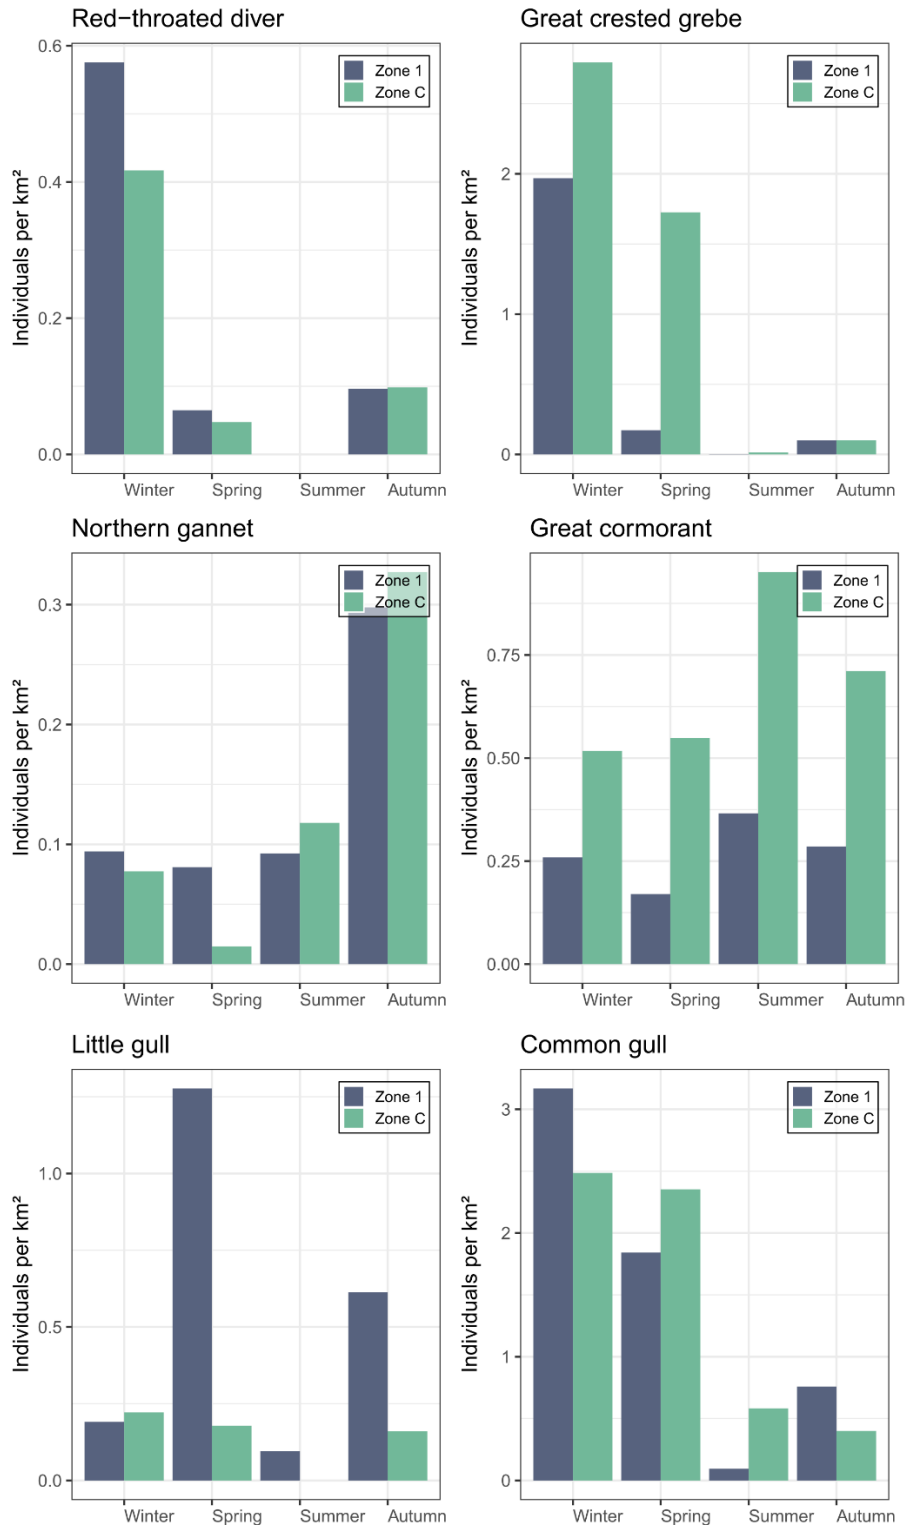 Red−throated diver
Individuals per km²
0.6
0.4
0.2
0.0
Zone 1
Zone C
Winter Spring Summer Autumn
Great crested grebe
Individuals per km²
2
1
0
Zone 1
Zone C
Winter Spring Summer Autumn
Northern gannet
Individuals per km²
0.3
0.2
0.1
0.0
Zone 1
Zone C
Winter Spring Summer Autumn
Great cormorant
Individuals per km²
0.75
0.50
0.25
0.00
Zone 1
Zone C
Winter Spring Summer Autumn
Little gull
Individuals per km²
1.0
0.5
0.0
Zone 1
Zone C
Winter Spring Summer Autumn
Common gull
Individuals per km²
3
2
1
0
Zone 1
Zone C
Winter Spring Summer Autumn